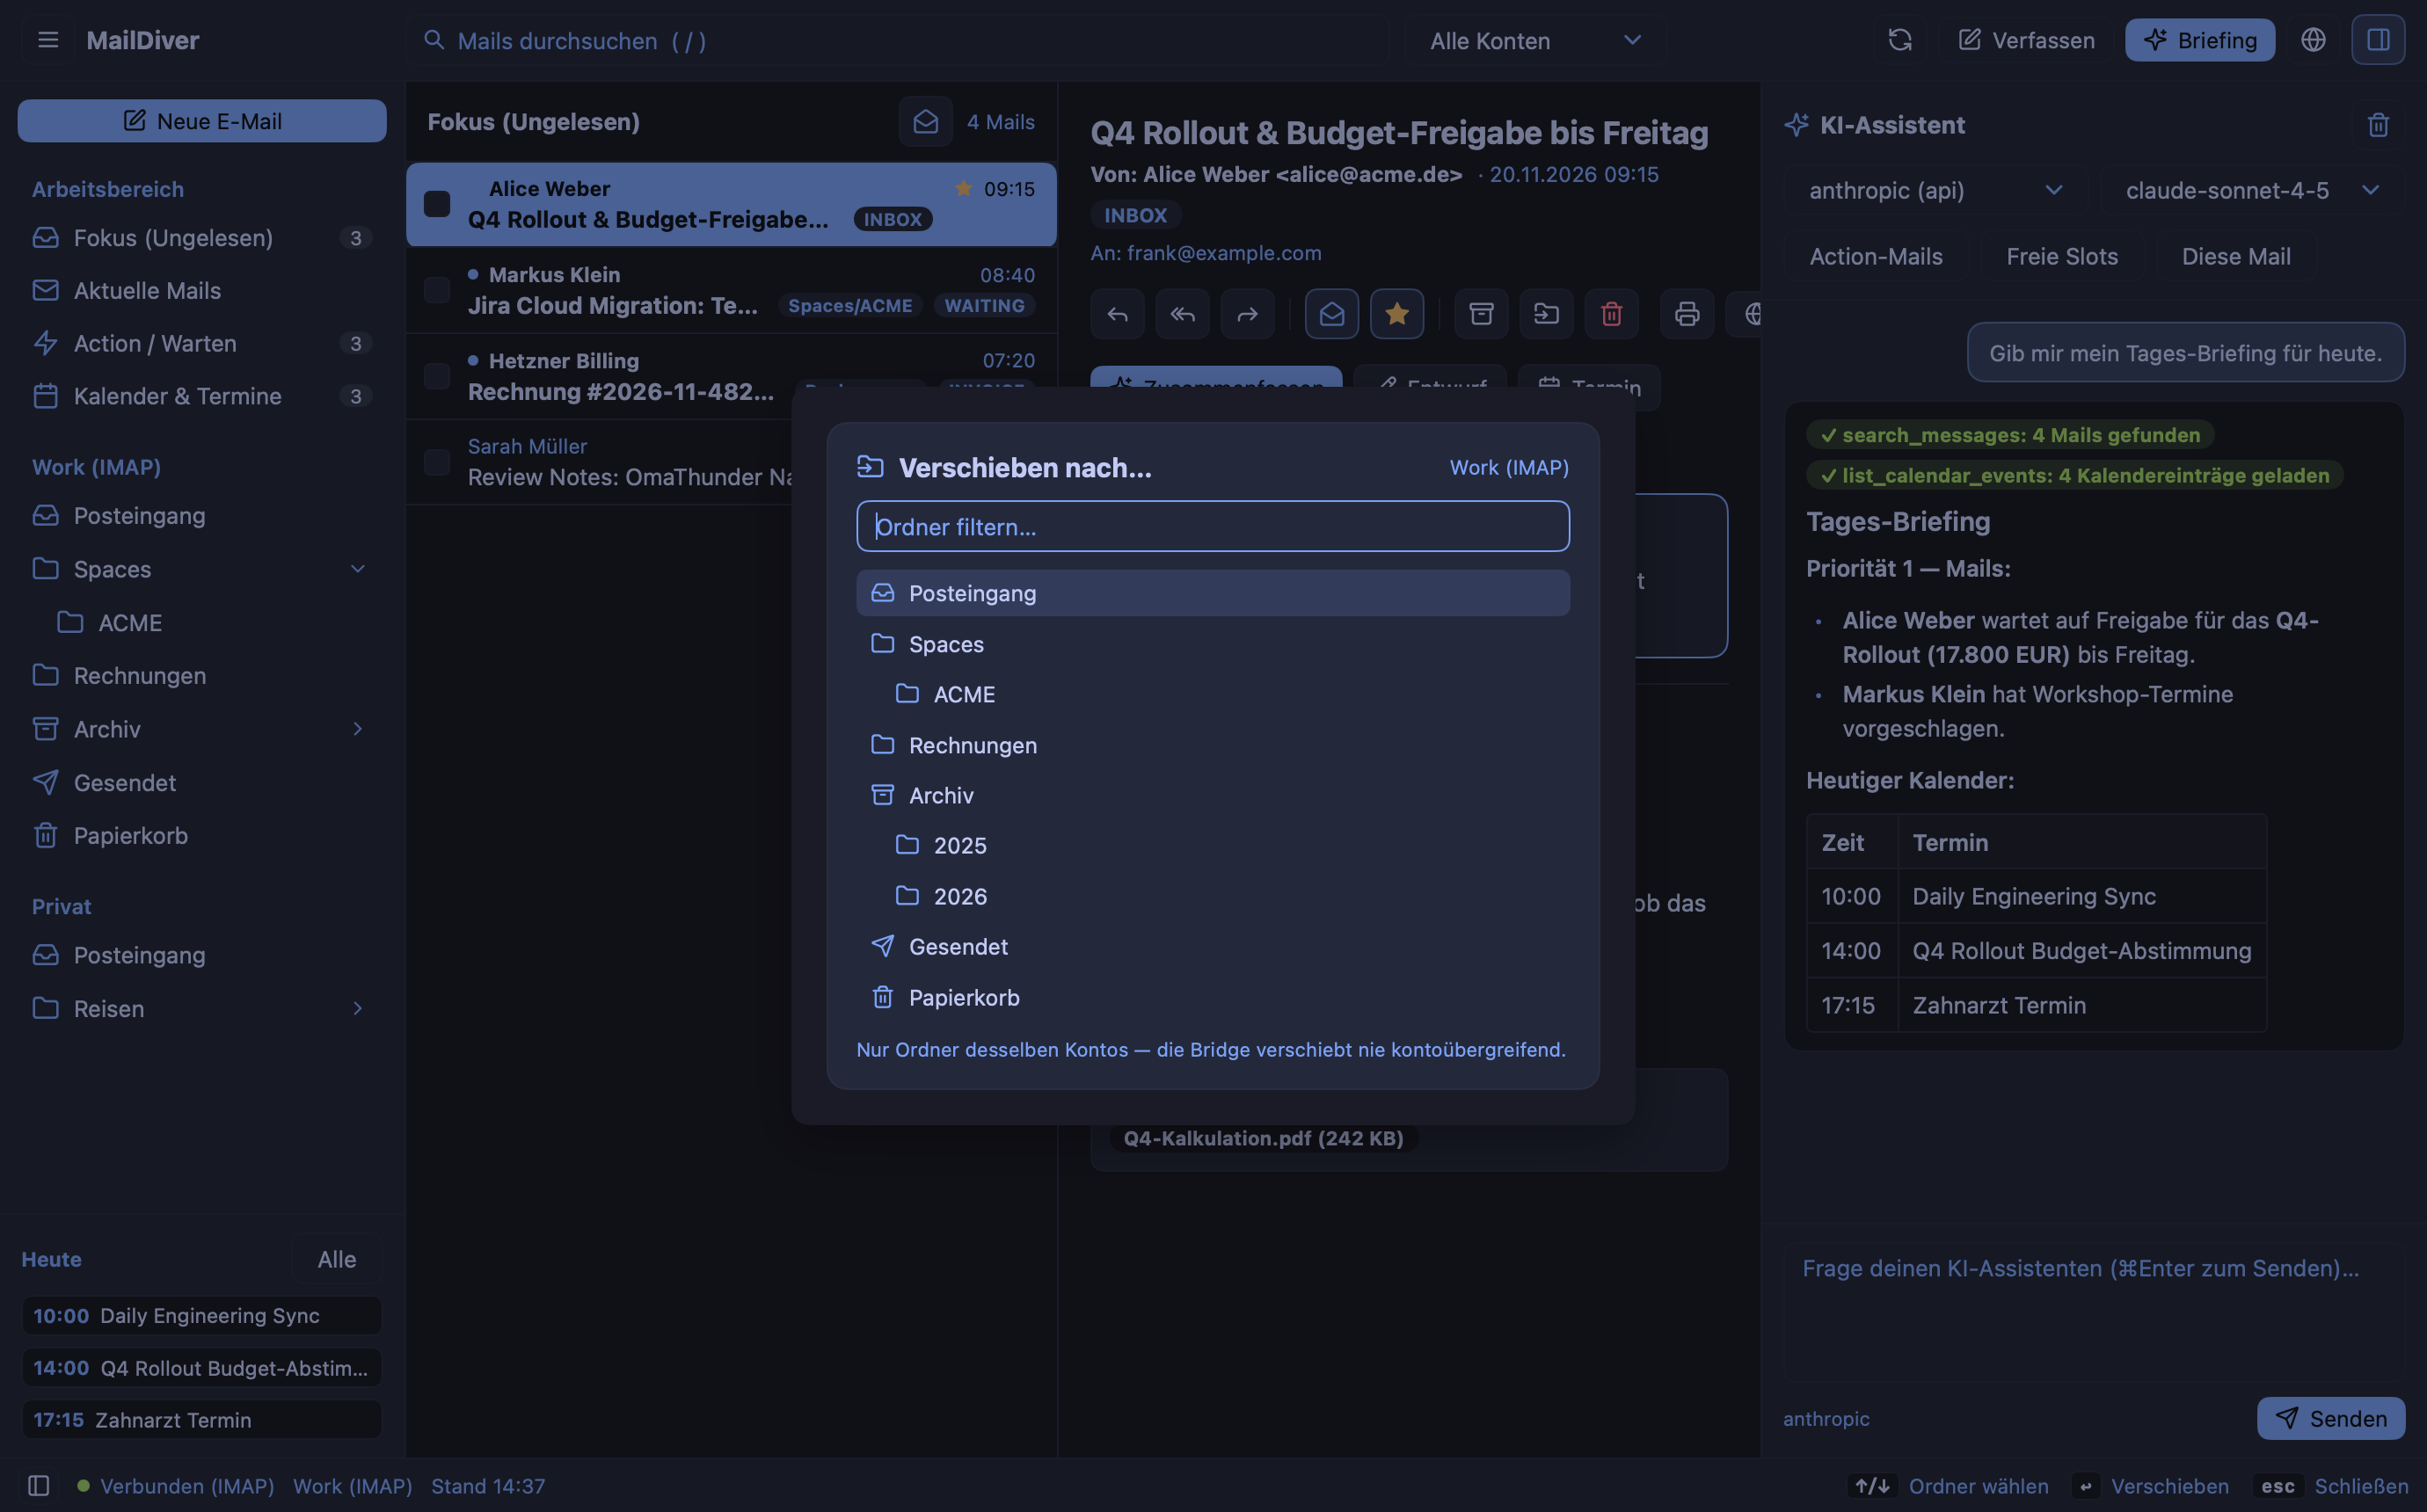 MailDiver
Mails durchsuchen ( / )
Alle Konten
Verfassen
Briefing
Neue E-Mail
Arbeitsbereich
Fokus (Ungelesen) 3
Aktuelle Mails
Action / Warten 3
Kalender & Termine 3
Work (IMAP)
Posteingang
Spaces
ACME
Rechnungen
Archiv
Gesendet
Papierkorb
Privat
Posteingang
Reisen
Heute Alle
10:00 Daily Engineering Sync
14:00 Q4 Rollout Budget-Abstim...
17:15 Zahnarzt Termin
Fokus (Ungelesen) 4 Mails
Alice Weber 09:15
Q4 Rollout & Budget-Freigabe... INBOX
Markus Klein 08:40
Jira Cloud Migration: Te... Spaces/ACME WAITING
Hetzner Billing 07:20
Rechnung #2026-11-482...
Sarah Müller
Review Notes: OmaThunder
Q4 Rollout & Budget-Freigabe bis Freitag
Von: Alice Weber <alice@acme.de> · 20.11.2026 09:15
INBOX
An: frank@example.com
Zusammenfassen Entwurf Termin
t
ob das
Q4-Kalkulation.pdf (242 KB)
Verschieben nach... Work (IMAP)
Ordner filtern...
Posteingang
Spaces
ACME
Rechnungen
Archiv
2025
2026
Gesendet
Papierkorb
Nur Ordner desselben Kontos — die Bridge verschiebt nie kontoübergreifend.
KI-Assistent
anthropic (api) claude-sonnet-4-5
Action-Mails Freie Slots Diese Mail
Gib mir mein Tages-Briefing für heute.
✓ search_messages: 4 Mails gefunden
✓ list_calendar_events: 4 Kalendereinträge geladen
Tages-Briefing
Priorität 1 — Mails:
• Alice Weber wartet auf Freigabe für das Q4-
Rollout (17.800 EUR) bis Freitag.
• Markus Klein hat Workshop-Termine
vorgeschlagen.
Heutiger Kalender:
Zeit Termin
10:00 Daily Engineering Sync
14:00 Q4 Rollout Budget-Abstimmung
17:15 Zahnarzt Termin
Frage deinen KI-Assistenten (⌘Enter zum Senden)...
anthropic Senden
Verbunden (IMAP) Work (IMAP) Stand 14:37
↑/↓ Ordner wählen ↩ Verschieben esc Schließen